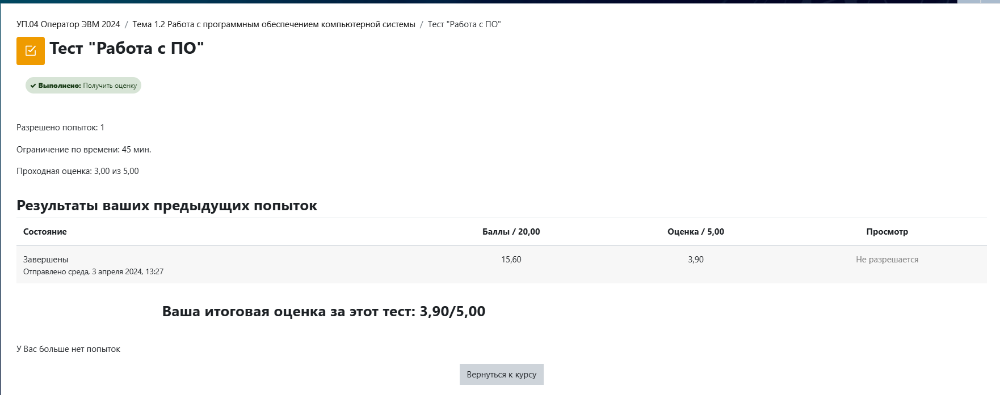 УП.04 Оператор ЭВМ 2024 / Тема 1.2 Работа с программным обеспечением компьютерной системы / Тест "Работа с ПО"
Тест "Работа с ПО"
Выполнено: Получить оценку
Разрешено попыток: 1
Ограничение по времени: 45 мин.
Проходная оценка: 3,00 из 5,00
Результаты ваших предыдущих попыток
Состояние Баллы / 20,00 Оценка / 5,00 Просмотр
Завершены 15,60 3,90 Не разрешается
Отправлено среда, 3 апреля 2024, 13:27
Ваша итоговая оценка за этот тест: 3,90/5,00
У Вас больше нет попыток
Вернуться к курсу